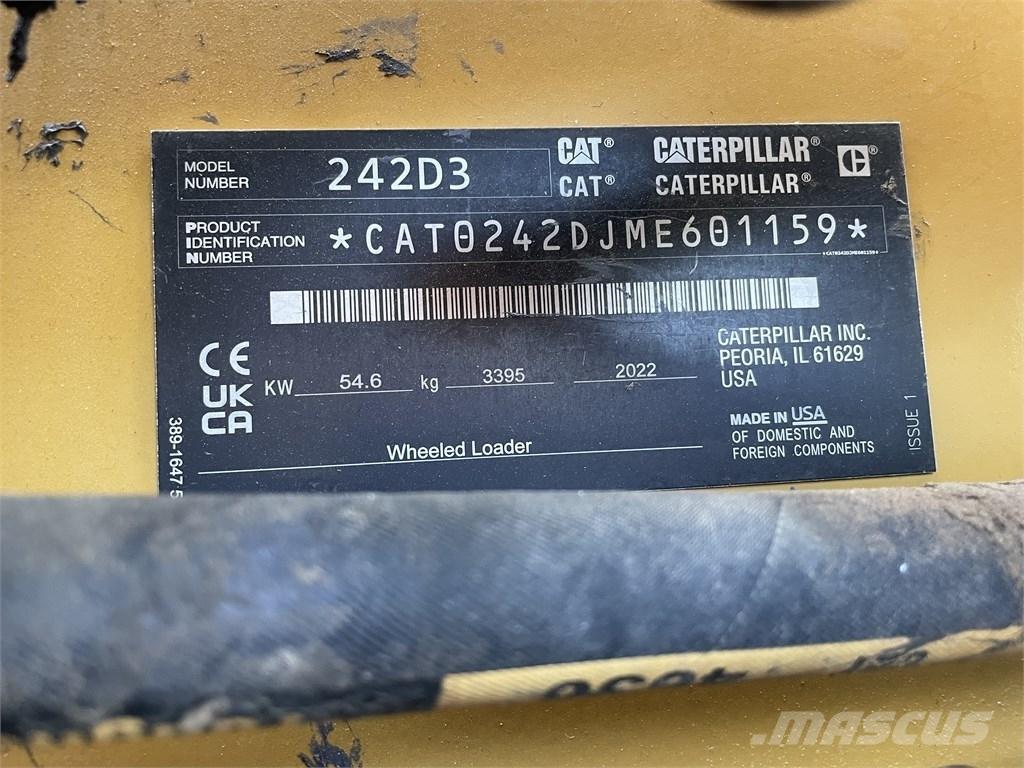 MODEL NUMBER 242D3
CAT® CATERPILLAR®
CAT® CATERPILLAR®
PRODUCT IDENTIFICATION NUMBER *CAT0242DJME601159*
CE
UK
CA
KW 54.6 kg 3395 2022
CATERPILLAR INC.
PEORIA, IL 61629
USA
MADE IN USA
OF DOMESTIC AND
FOREIGN COMPONENTS
Wheeled Loader
ISSUE 1
389-1647
MASCUS